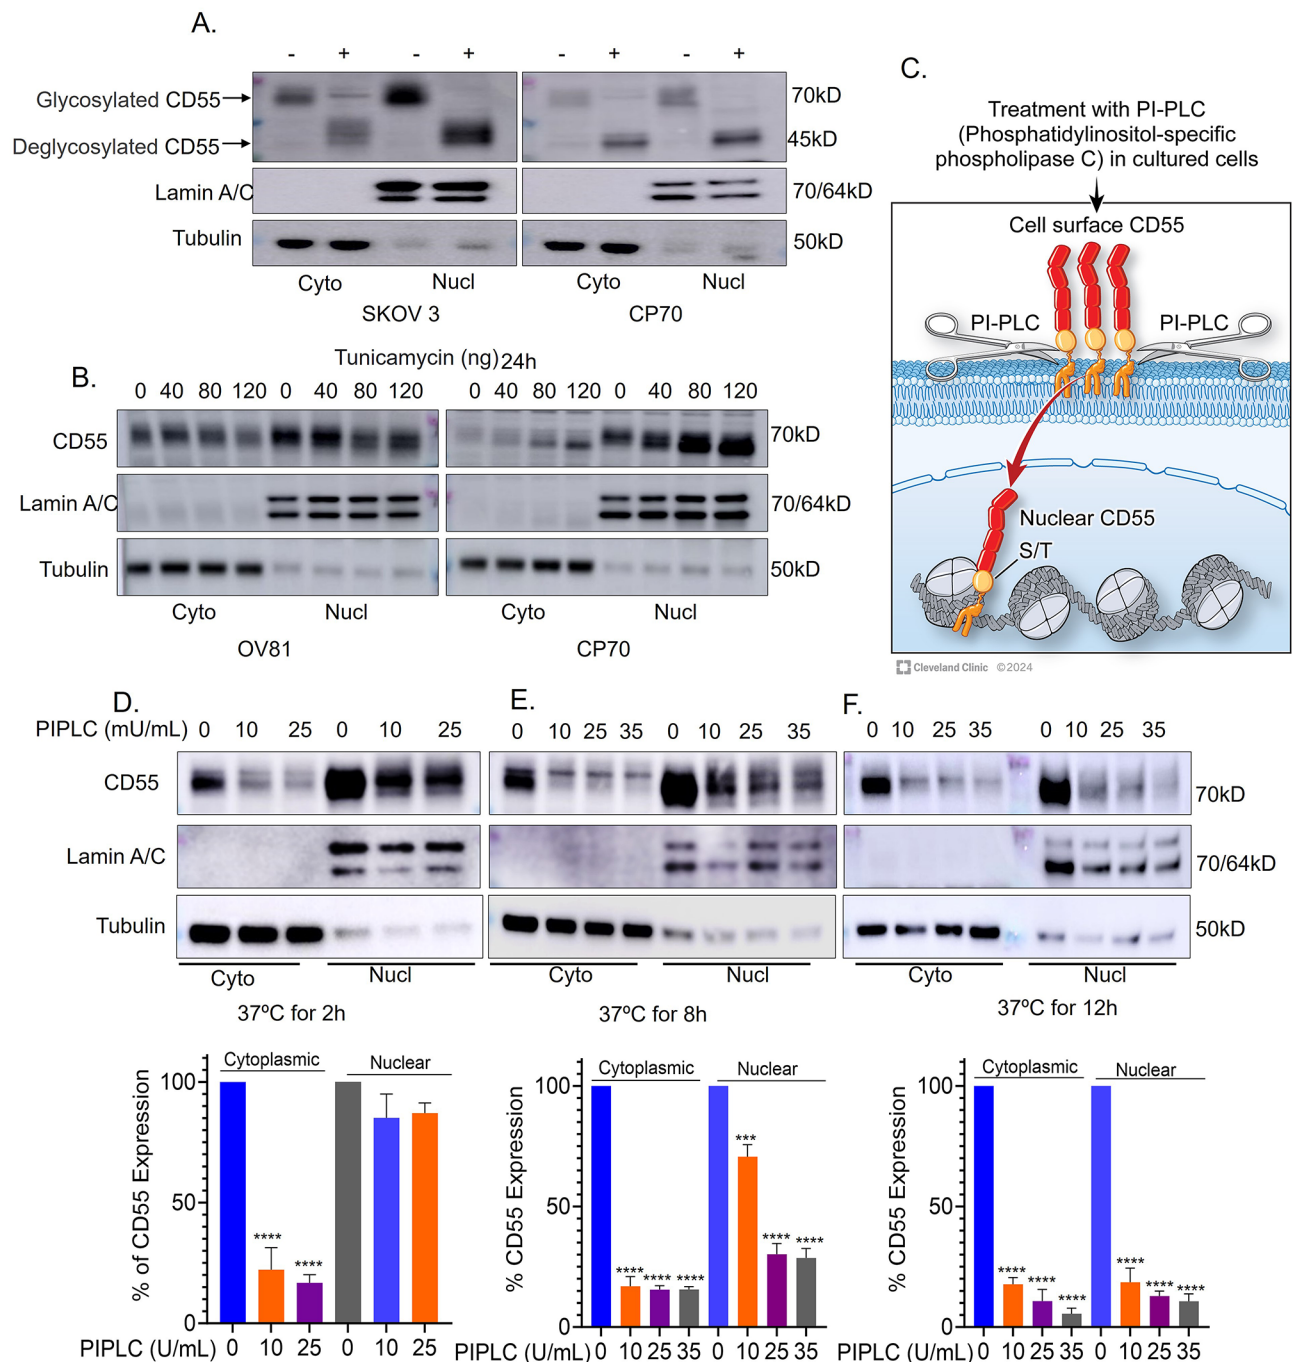 A.
- + - + - + - +
Glycosylated CD55
70kD
Deglycosylated CD55
45kD
Lamin A/C
70/64kD
Tubulin
50kD
Cyto Nucl Cyto Nucl
SKOV 3 CP70
B.
Tunicamycin (ng) 24h
0 40 80 120 0 40 80 120 0 40 80 120 0 40 80 120
CD55
70kD
Lamin A/C
70/64kD
Tubulin
50kD
Cyto Nucl Cyto Nucl
OV81 CP70
C.
Treatment with PI-PLC
(Phosphatidylinositol-specific
phospholipase C) in cultured cells
Cell surface CD55
PI-PLC PI-PLC
Nuclear CD55
S/T
Cleveland Clinic ©2024
D. E. F.
PIPLC (mU/mL) 0 10 25 0 10 25 0 10 25 35 0 10 25 35 0 10 25 35 0 10 25 35
CD55
70kD
Lamin A/C
70/64kD
Tubulin
50kD
Cyto Nucl Cyto Nucl Cyto Nucl
37ºC for 2h 37ºC for 8h 37ºC for 12h
% of CD55 Expression
100
50
0
Cytoplasmic Nuclear
**** ****
PIPLC (U/mL) 0 10 25 0 10 25
% CD55 Expression
100
50
0
Cytoplasmic Nuclear
**** **** **** *** **** ****
PIPLC (U/mL) 0 10 25 35 0 10 25 35
% CD55 Expression
100
50
0
Cytoplasmic Nuclear
**** **** **** **** **** ****
PIPLC (U/mL) 0 10 25 35 0 10 25 35